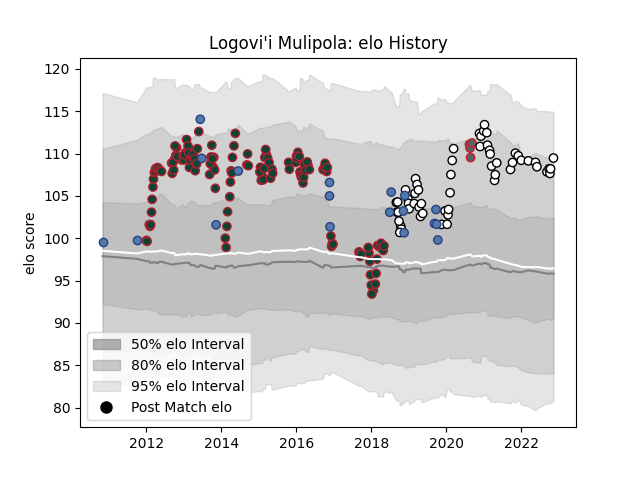 Logovi'i Mulipola: elo History
elo score
120
115
110
105
100
95
90
85
80
50% elo Interval
80% elo Interval
95% elo Interval
Post Match elo
2012 2014 2016 2018 2020 2022